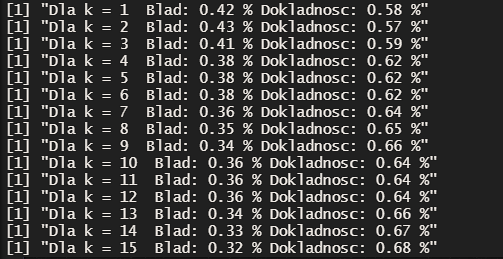 [1] "Dla k = 1  Blad: 0.42 % Dokladnosc: 0.58 %"
[1] "Dla k = 2  Blad: 0.43 % Dokladnosc: 0.57 %"
[1] "Dla k = 3  Blad: 0.41 % Dokladnosc: 0.59 %"
[1] "Dla k = 4  Blad: 0.38 % Dokladnosc: 0.62 %"
[1] "Dla k = 5  Blad: 0.38 % Dokladnosc: 0.62 %"
[1] "Dla k = 6  Blad: 0.38 % Dokladnosc: 0.62 %"
[1] "Dla k = 7  Blad: 0.36 % Dokladnosc: 0.64 %"
[1] "Dla k = 8  Blad: 0.35 % Dokladnosc: 0.65 %"
[1] "Dla k = 9  Blad: 0.34 % Dokladnosc: 0.66 %"
[1] "Dla k = 10  Blad: 0.36 % Dokladnosc: 0.64 %"
[1] "Dla k = 11  Blad: 0.36 % Dokladnosc: 0.64 %"
[1] "Dla k = 12  Blad: 0.36 % Dokladnosc: 0.64 %"
[1] "Dla k = 13  Blad: 0.34 % Dokladnosc: 0.66 %"
[1] "Dla k = 14  Blad: 0.33 % Dokladnosc: 0.67 %"
[1] "Dla k = 15  Blad: 0.32 % Dokladnosc: 0.68 %"